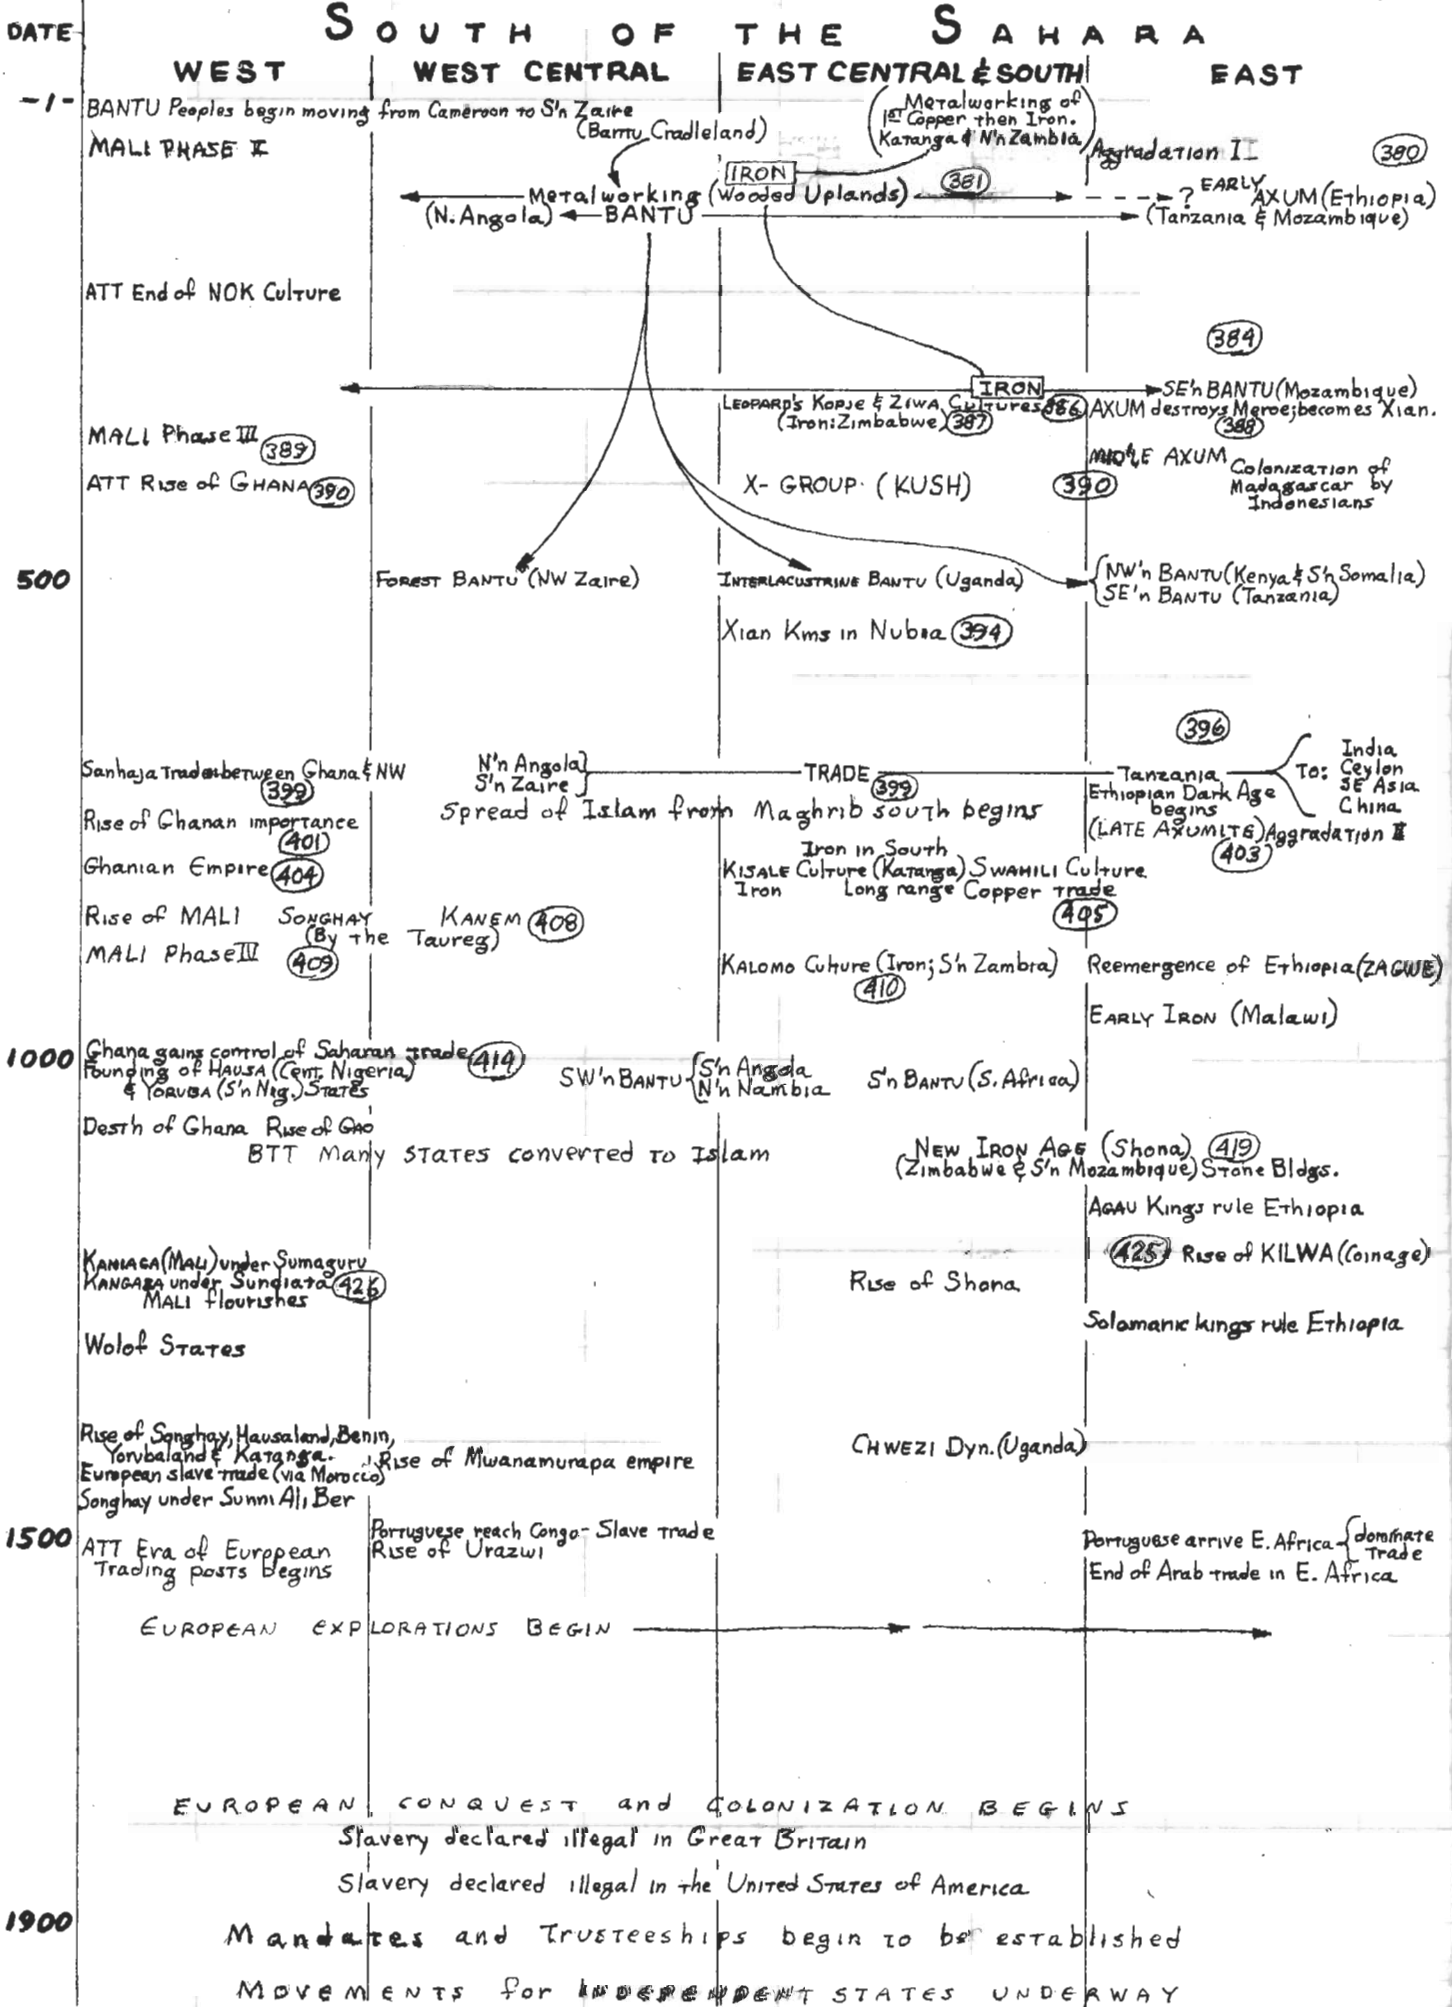 SOUTH OF THE SAHARA
DATE
WEST WEST CENTRAL EAST CENTRAL & SOUTH EAST
-1-
BANTU Peoples begin moving from Cameroon to S'n Zaire
(Bantu Cradleland)
(Metalworking of
1ST Copper then Iron.
Katanga & N'n Zambia)
MALI PHASE II
Aggradation II 380
IRON
Metalworking (Wooded Uplands) 381 ? EARLY
AXUM (Ethiopia)
(N. Angola) BANTU (Tanzania & Mozambique)
ATT End of NOK Culture
384
IRON SE'n BANTU (Mozambique)
LEOPARD'S KOPJE & ZIWA Cultures 386 AXUM destroys Meroe; becomes Xian.
(Iron: Zimbabwe) 387 388
MALI Phase III 389
MIDDLE AXUM
ATT Rise of GHANA 390
X-GROUP (KUSH) 390
Colonization of
Madagascar by
Indonesians
500
FOREST BANTU (NW Zaire) INTERLACUSTRINE BANTU (Uganda) NW'n BANTU (Kenya & S'n Somalia)
SE'n BANTU (Tanzania)
Xian Kms in Nubia 394
396
Sanhaja Trade between Ghana & NW
399
N'n Angola
S'n Zaire
TRADE 399
Tanzania TO: India
Ceylon
SE Asia
China
Ethiopian Dark Age
begins
Spread of Islam from Maghrib south begins
Rise of Ghanan importance
401
(LATE AXUMITE) Aggradation II
403
Iron in South
Ghanian Empire 404
KISALE Culture (Katanga) SWAHILI Culture
Iron Long range Copper trade
405
Rise of MALI SONGHAY KANEM 408
(By the Taureg)
MALI Phase IV 409
KALOMO Culture (Iron; S'n Zambia)
410
Reemergence of Ethiopia (ZAGWE)
EARLY IRON (Malawi)
1000
Ghana gains control of Saharan trade 414
Founding of HAUSA (Cent. Nigeria)
& YORUBA (S'n Nig.) States
SW'n BANTU S'n Angola
N'n Nambia
S'n BANTU (S. Africa)
Desth of Ghana Rise of GAO
BTT Many states converted to Islam
NEW IRON AGE (Shona) 419
(Zimbabwe & S'n Mozambique) Stone Bldgs.
AGAU Kings rule Ethiopia
425 Rise of KILWA (Coinage)
KANIAGA (MALI) under Sumaguru
KANGABA under Sundiata 426
MALI flourishes
Rise of Shona
Solomanic kings rule Ethiopia
Wolof States
Rise of Songhay, Hausaland, Benin,
Yorubaland & Katanga.
European slave trade (via Morocco)
Songhay under Sunni Ali Ber
Rise of Mwanamurapa empire
CHWEZI Dyn. (Uganda)
1500
ATT Era of European
Trading posts begins
Portuguese reach Congo-Slave trade
Rise of Urazwi
Portuguese arrive E. Africa dominate
Trade
End of Arab trade in E. Africa
EUROPEAN EXPLORATIONS BEGIN
EUROPEAN CONQUEST and COLONIZATION BEGINS
Slavery declared illegal in Great Britain
Slavery declared illegal in the United States of America
1900
Mandates and Trusteeships begin to be established
MOVEMENTS for INDEPENDENT STATES UNDERWAY